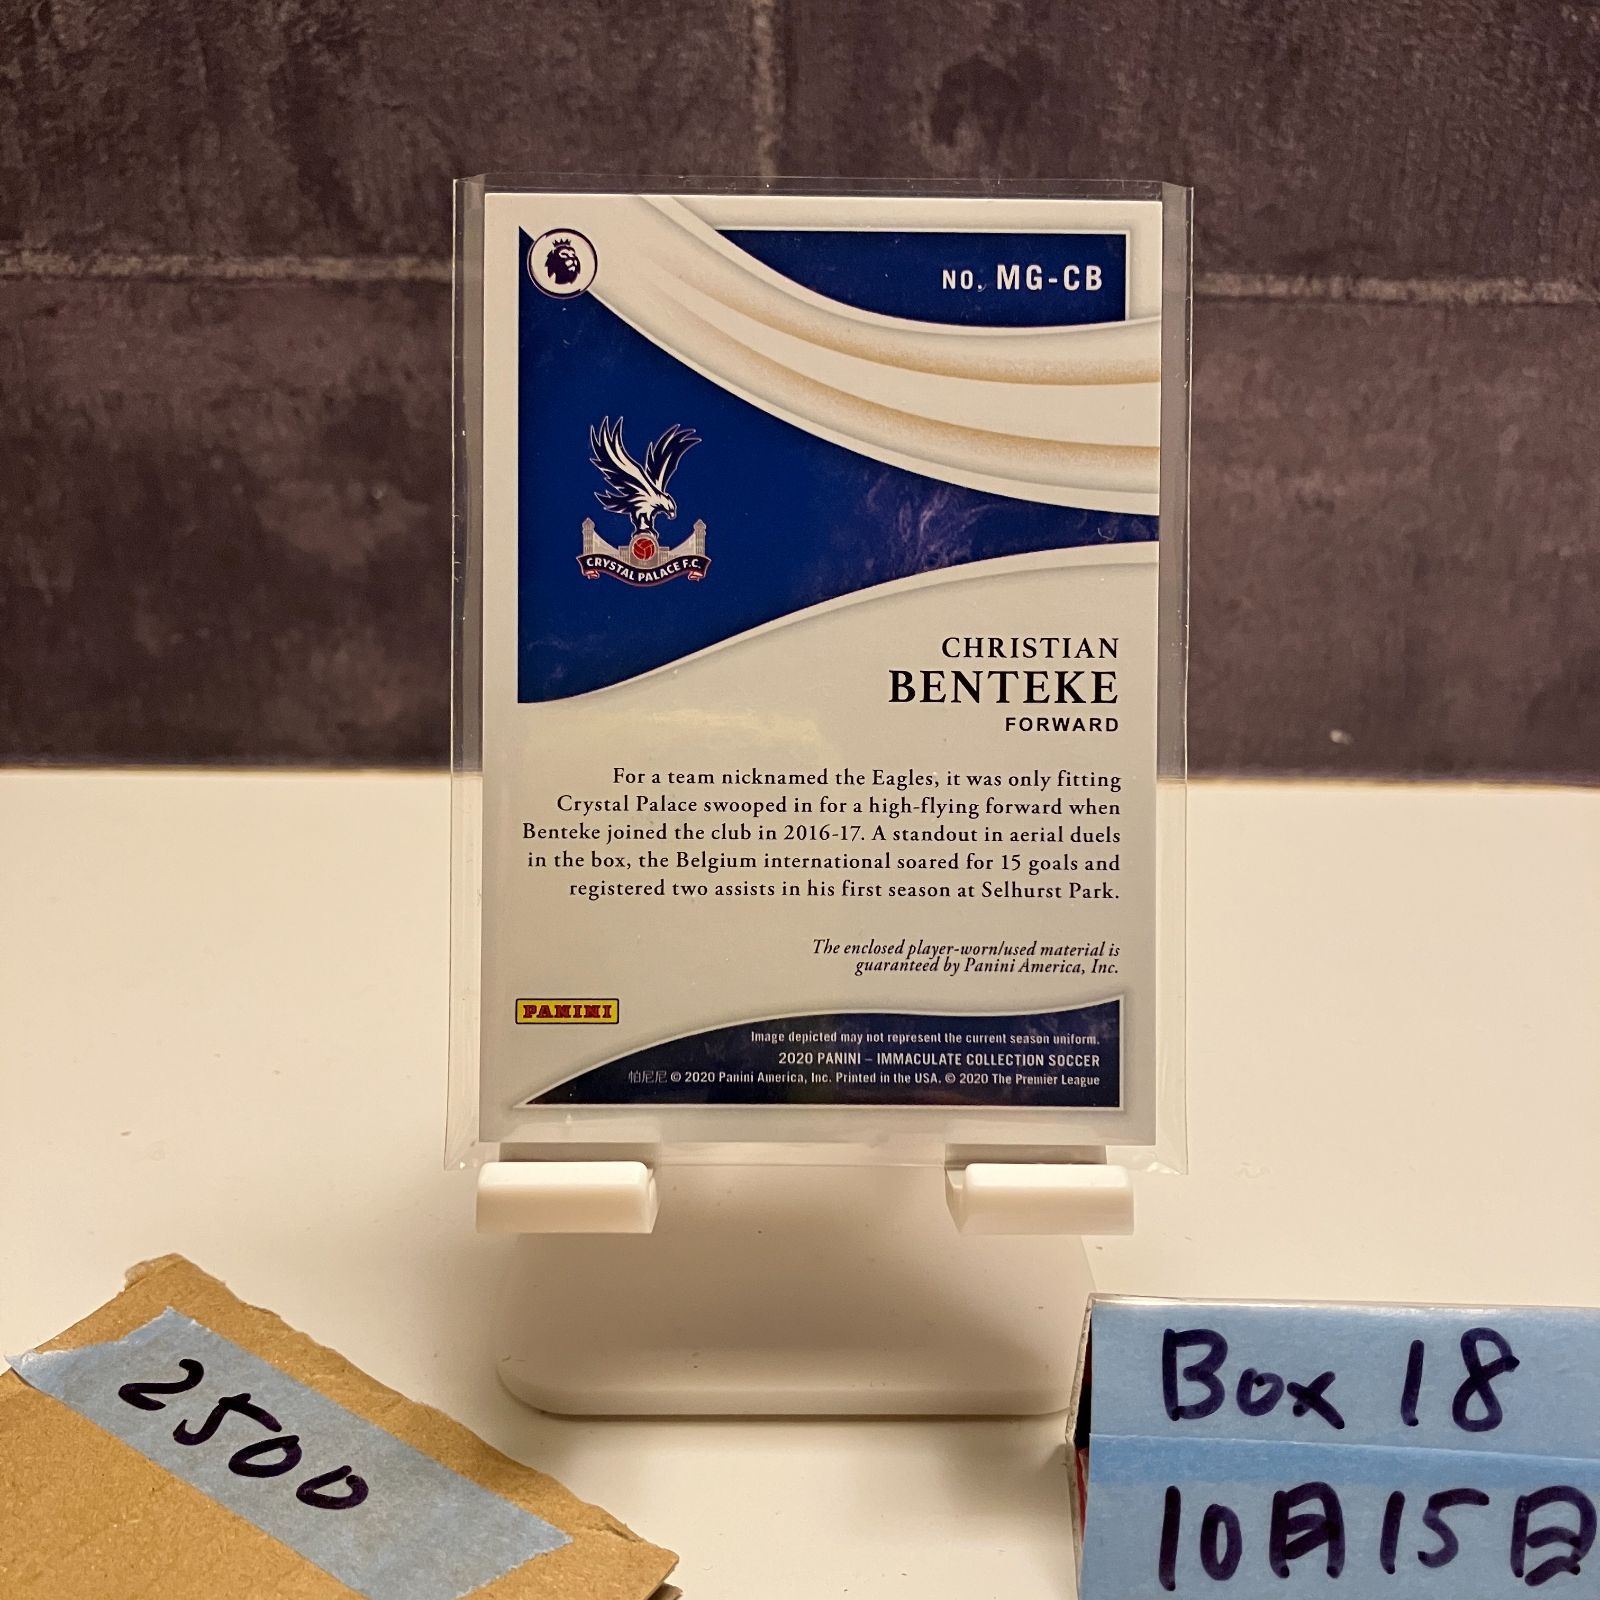 NO. MG-CB
CRYSTAL PALACE F.C.
CHRISTIAN
BENTEKE
FORWARD
For a team nicknamed the Eagles, it was only fitting
Crystal Palace swooped in for a high-flying forward when
Benteke joined the club in 2016-17. A standout in aerial duels
in the box, the Belgium international soared for 15 goals and
registered two assists in his first season at Selhurst Park.
The enclosed player-worn/used material is
guaranteed by Panini America, Inc.
PANINI
Image depicted may not represent the current season uniform.
2020 PANINI – IMMACULATE COLLECTION SOCCER
帕尼尼 © 2020 Panini America, Inc. Printed in the USA. © 2020 The Premier League
2500
Box 18
10月15日